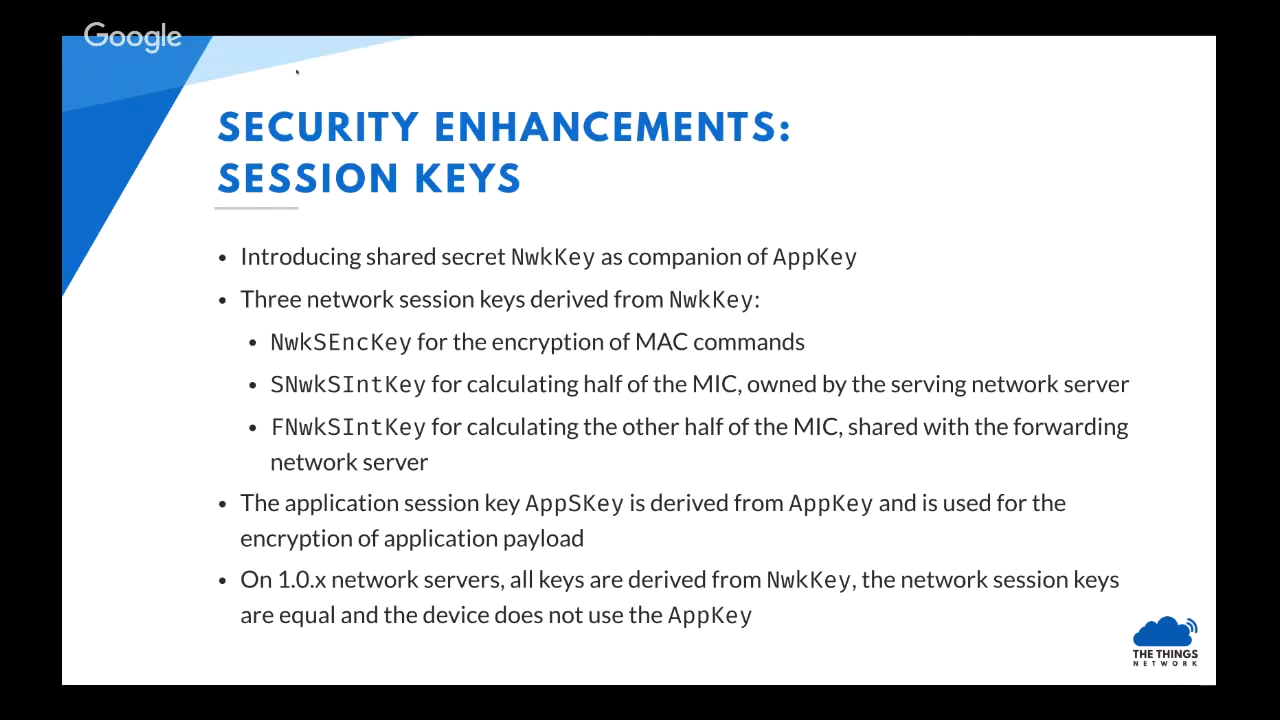 Google
SECURITY ENHANCEMENTS:
SESSION KEYS
• Introducing shared secret NwkKey as companion of AppKey
• Three network session keys derived from NwkKey:
• NwkSEncKey for the encryption of MAC commands
• SNwkSIntKey for calculating half of the MIC, owned by the serving network server
• FNwkSIntKey for calculating the other half of the MIC, shared with the forwarding
network server
• The application session key AppSKey is derived from AppKey and is used for the
encryption of application payload
• On 1.0.x network servers, all keys are derived from NwkKey, the network session keys
are equal and the device does not use the AppKey
THE THINGS
NETWORK